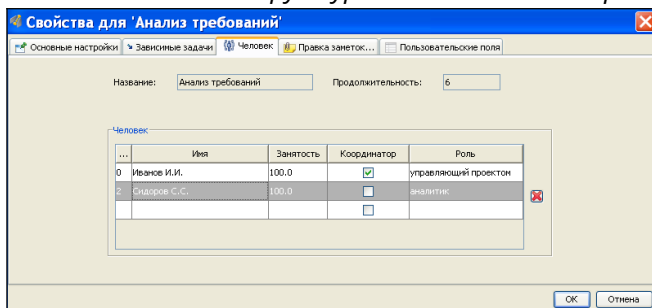 Свойства для 'Анализ требований'
Основные настройки Зависимые задачи Человек Правка заметок... Пользовательские поля
Название: Анализ требований Продолжительность: 6
Человек
... Имя Занятость Координатор Роль
0 Иванов И.И. 100.0 управляющий проектом
2 Сидоров С.С. 100.0 аналитик
OK Отмена